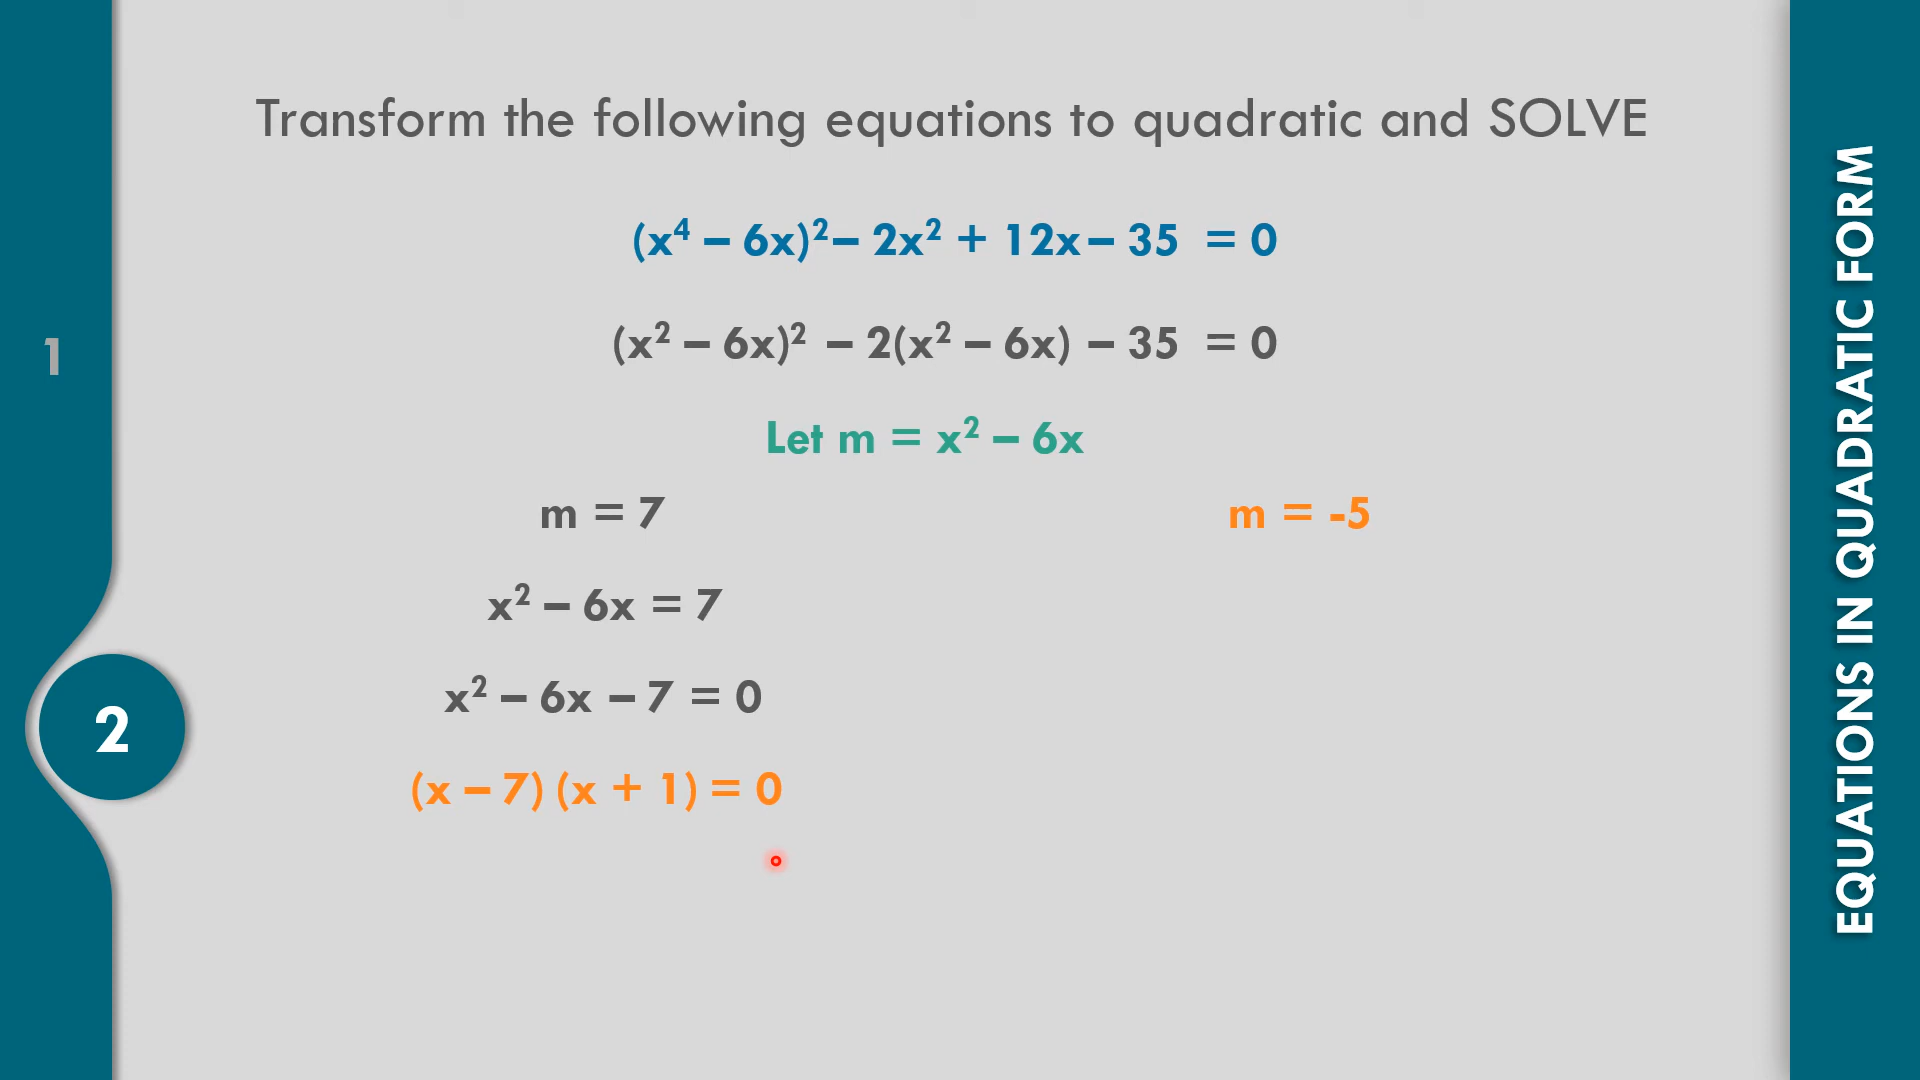 Transform the following equations to quadratic and SOLVE
(x⁴ – 6x)² – 2x² + 12x – 35 = 0
(x² – 6x)² – 2(x² – 6x) – 35 = 0
1
Let m = x² – 6x
m = 7
m = -5
x² – 6x = 7
x² – 6x – 7 = 0
2
(x – 7) (x + 1) = 0
EQUATIONS IN QUADRATIC FORM